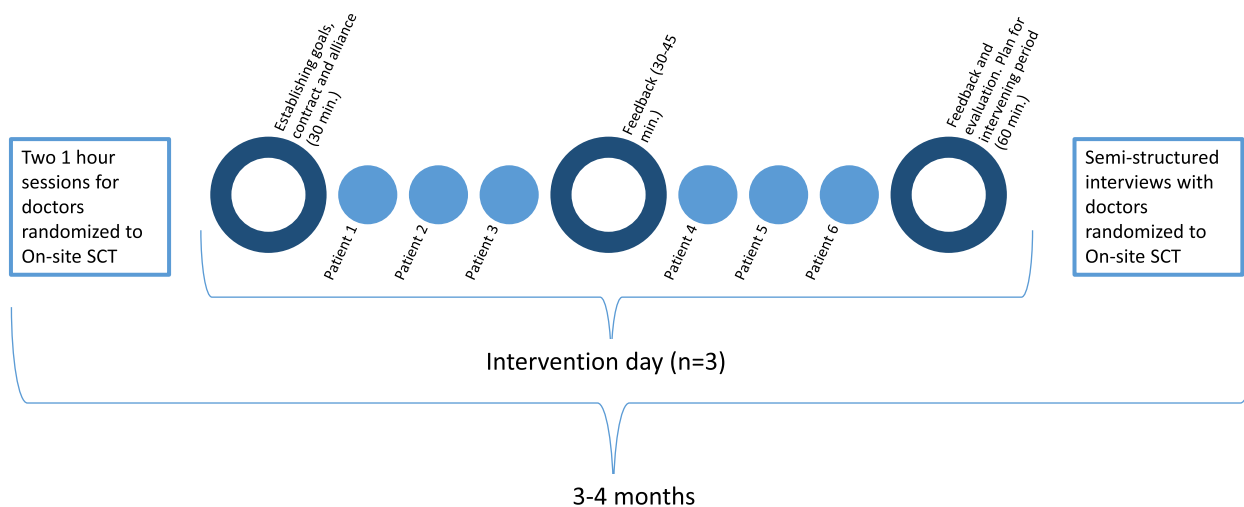 Two 1 hour
sessions for
doctors
randomized to
On-site SCT
Establishing goals,
contract and alliance
(30 min.)
Patient 1
Patient 2
Patient 3
Feedback (30-45
min.)
Patient 4
Patient 5
Patient 6
Feedback and
evaluation. Plan for
intervening period
(60 min.)
Semi-structured
interviews with
doctors
randomized to
On-site SCT
Intervention day (n=3)
3-4 months